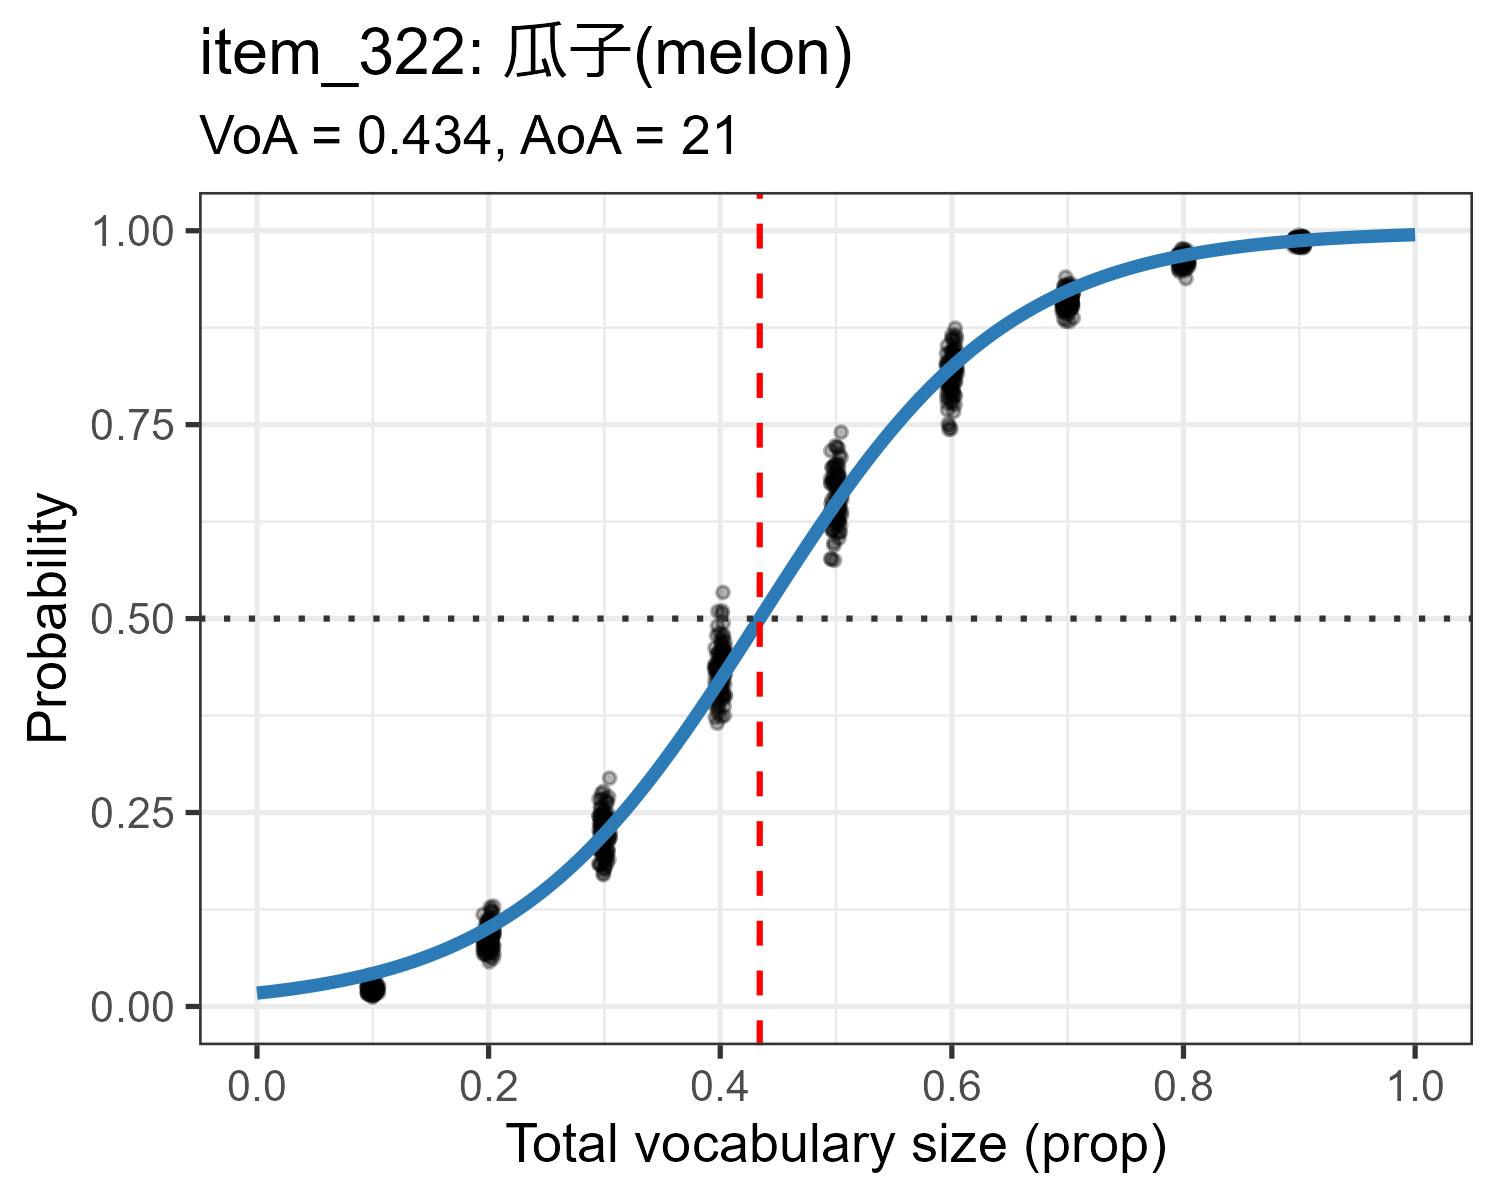 item_322: 瓜子(melon)
VoA = 0.434, AoA = 21
1.00
0.75
0.50
0.25
0.00
Probability
0.0 0.2 0.4 0.6 0.8 1.0
Total vocabulary size (prop)